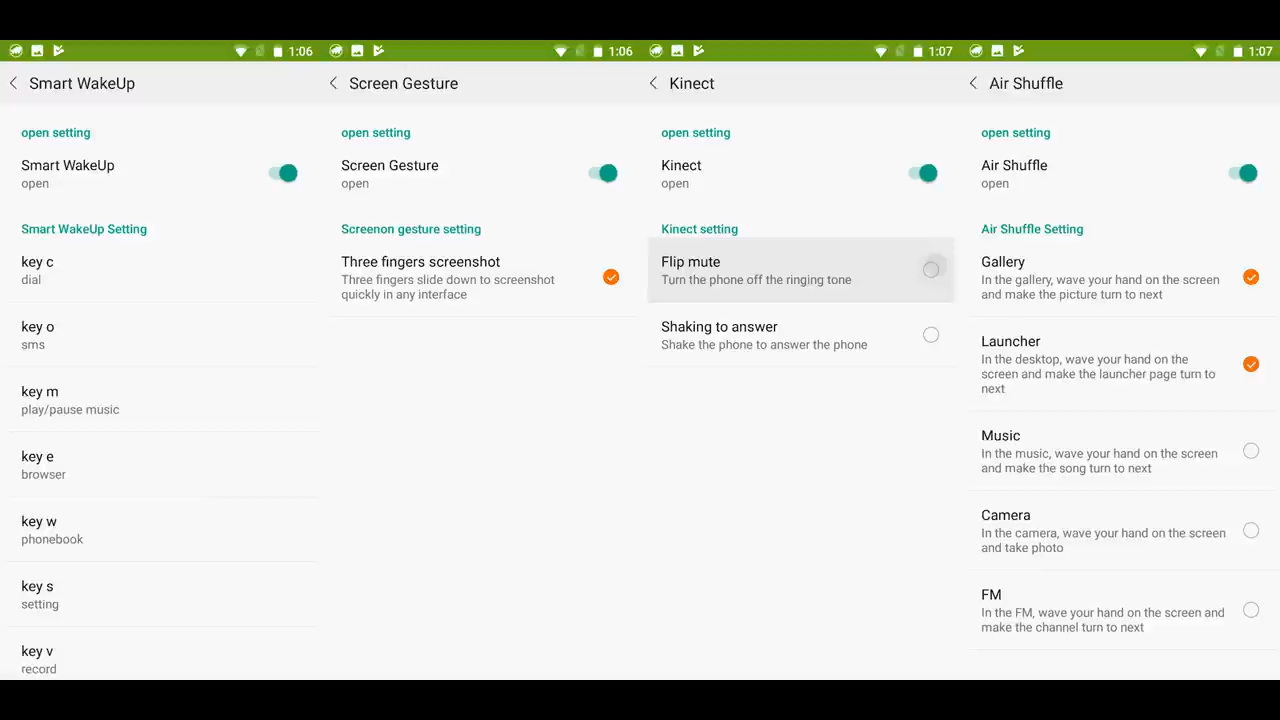 1:06
Smart WakeUp
open setting
Smart WakeUp
open
Smart WakeUp Setting
key c
dial
key o
sms
key m
play/pause music
key e
browser
key w
phonebook
key s
setting
key v
record
1:06
Screen Gesture
open setting
Screen Gesture
open
Screenon gesture setting
Three fingers screenshot
Three fingers slide down to screenshot
quickly in any interface
1:07
Kinect
open setting
Kinect
open
Kinect setting
Flip mute
Turn the phone off the ringing tone
Shaking to answer
Shake the phone to answer the phone
1:07
Air Shuffle
open setting
Air Shuffle
open
Air Shuffle Setting
Gallery
In the gallery, wave your hand on the screen
and make the picture turn to next
Launcher
In the desktop, wave your hand on the
screen and make the launcher page turn to
next
Music
In the music, wave your hand on the screen
and make the song turn to next
Camera
In the camera, wave your hand on the screen
and take photo
FM
In the FM, wave your hand on the screen and
make the channel turn to next